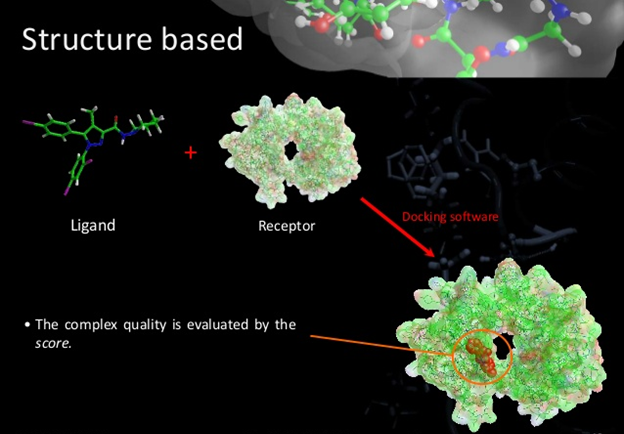 Structure based
+
Ligand
Receptor
Docking software
• The complex quality is evaluated by the
score.